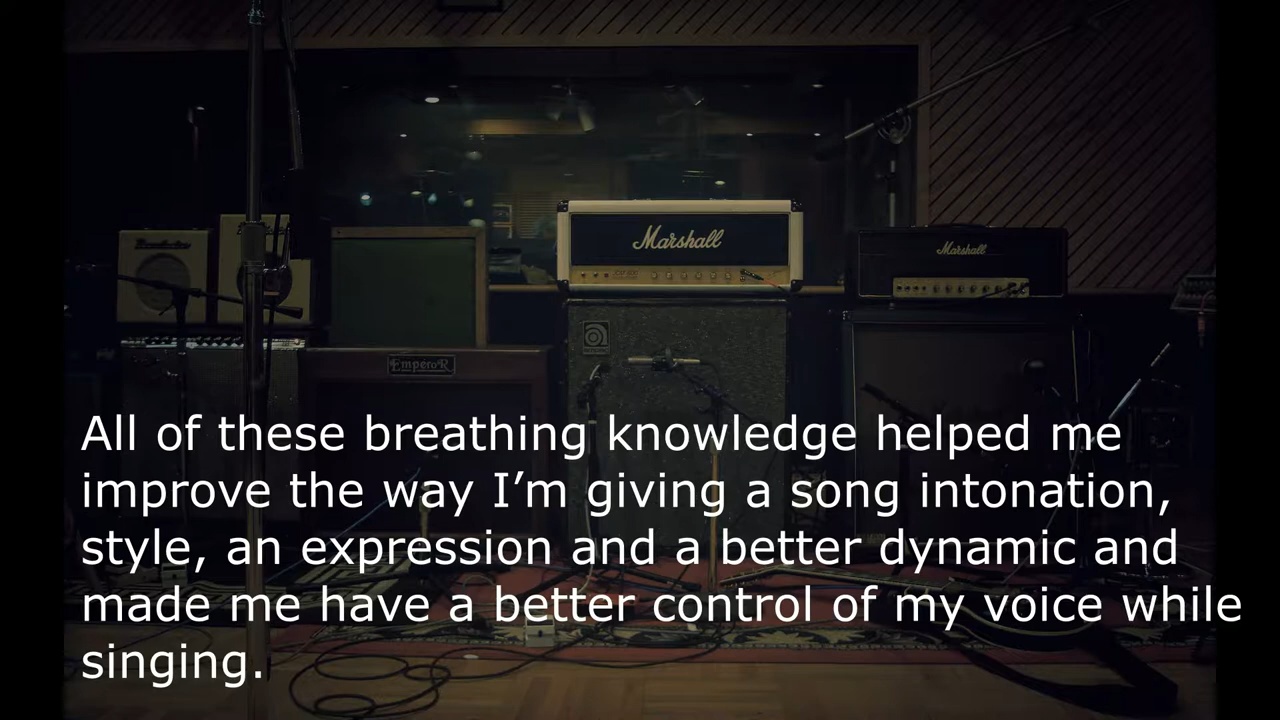 Marshall
Marshall
EmperoR
All of these breathing knowledge helped me
improve the way I’m giving a song intonation,
style, an expression and a better dynamic and
made me have a better control of my voice while
singing.